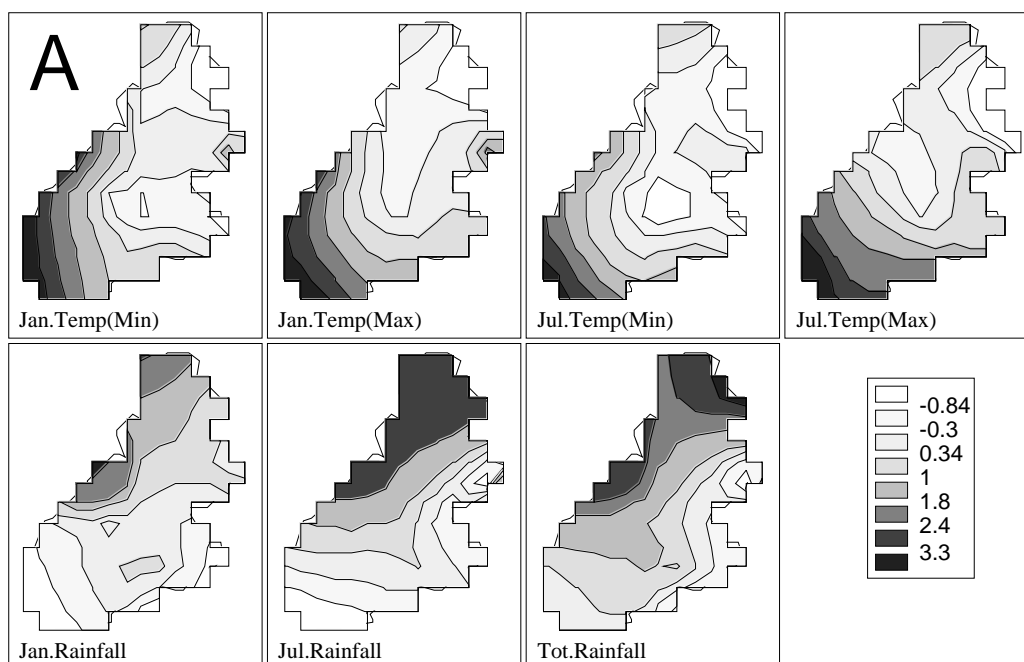 A
Jan.Temp(Min)
Jan.Temp(Max)
Jul.Temp(Min)
Jul.Temp(Max)
Jan.Rainfall
Jul.Rainfall
Tot.Rainfall
-0.84
-0.3
0.34
1
1.8
2.4
3.3